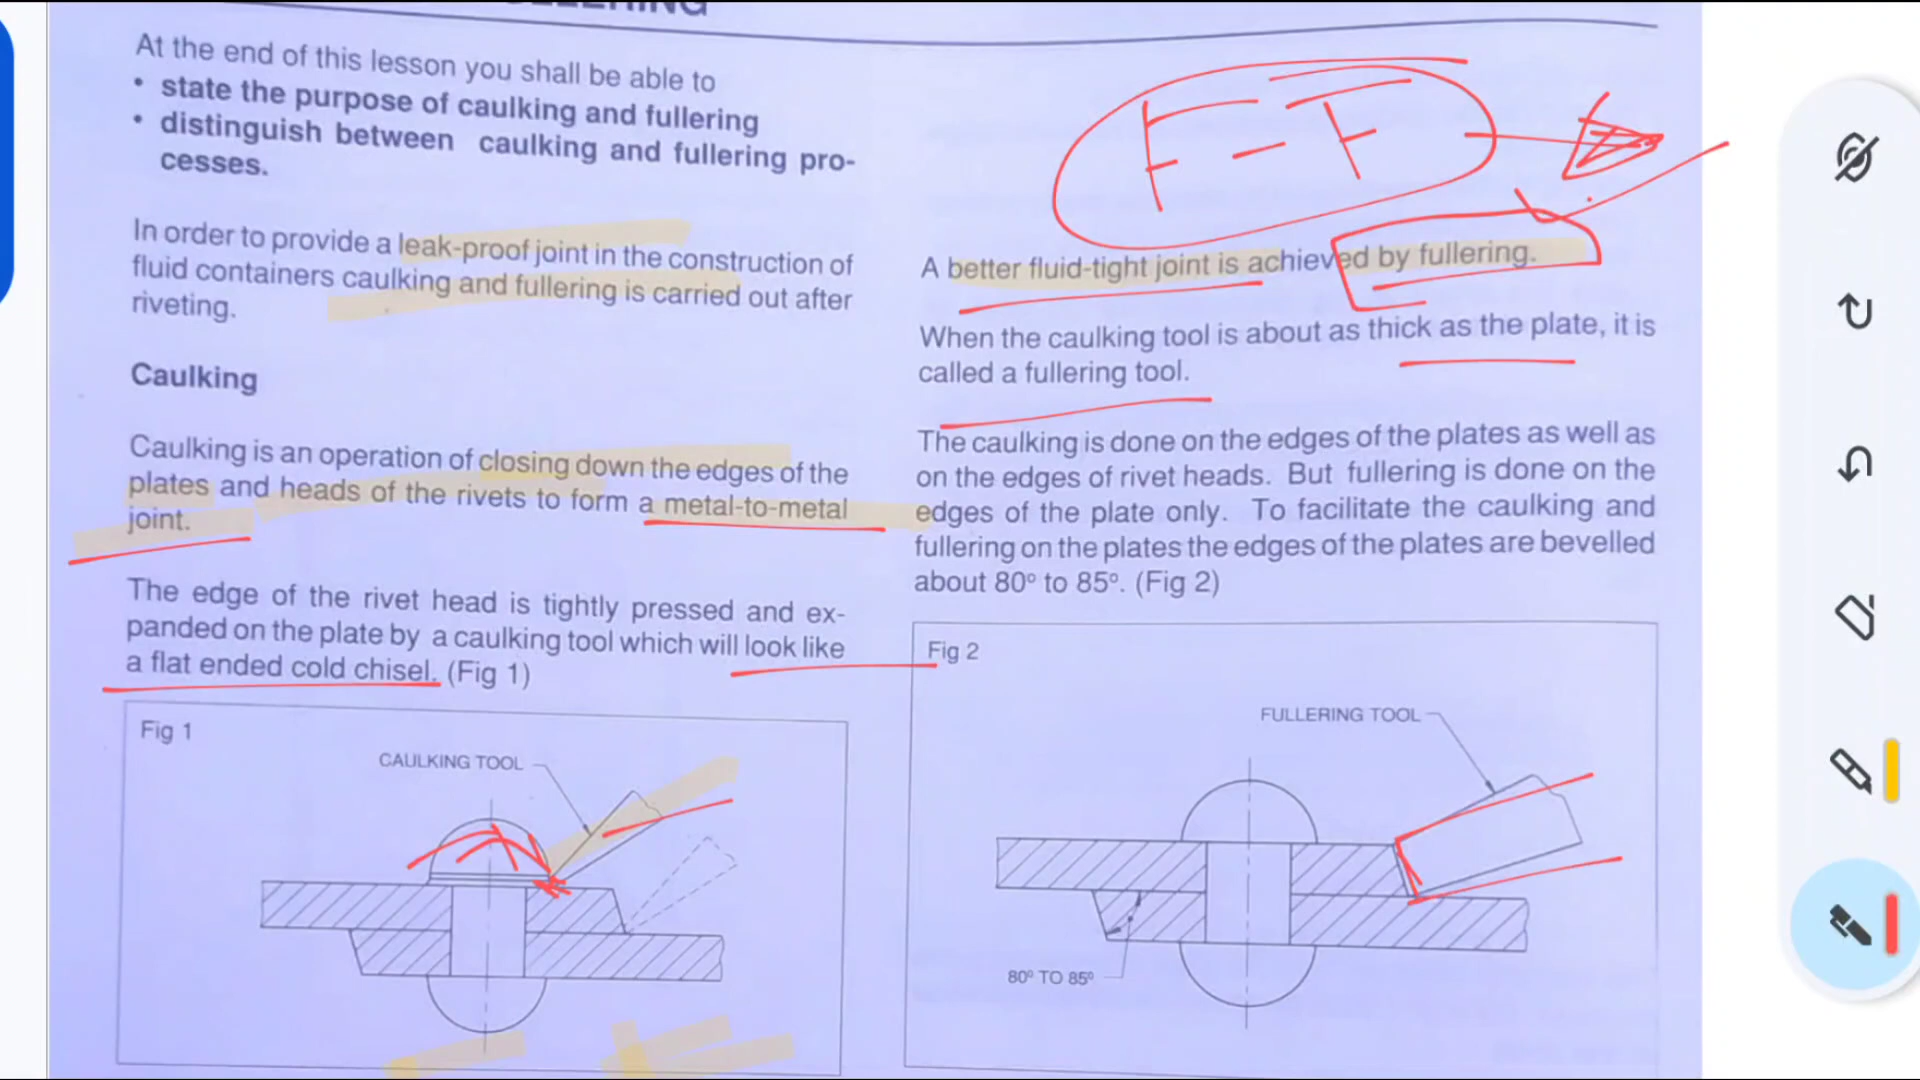 At the end of this lesson you shall be able to
• state the purpose of caulking and fullering
• distinguish between caulking and fullering pro-
cesses.
In order to provide a leak-proof joint in the construction of
fluid containers caulking and fullering is carried out after
riveting.
Caulking
Caulking is an operation of closing down the edges of the
plates and heads of the rivets to form a metal-to-metal
joint.
The edge of the rivet head is tightly pressed and ex-
panded on the plate by a caulking tool which will look like
a flat ended cold chisel. (Fig 1)
Fig 1
CAULKING TOOL
F - F
A better fluid-tight joint is achieved by fullering.
When the caulking tool is about as thick as the plate, it is
called a fullering tool.
The caulking is done on the edges of the plates as well as
on the edges of rivet heads. But fullering is done on the
edges of the plate only. To facilitate the caulking and
fullering on the plates the edges of the plates are bevelled
about 80° to 85°. (Fig 2)
Fig 2
FULLERING TOOL
80° TO 85°